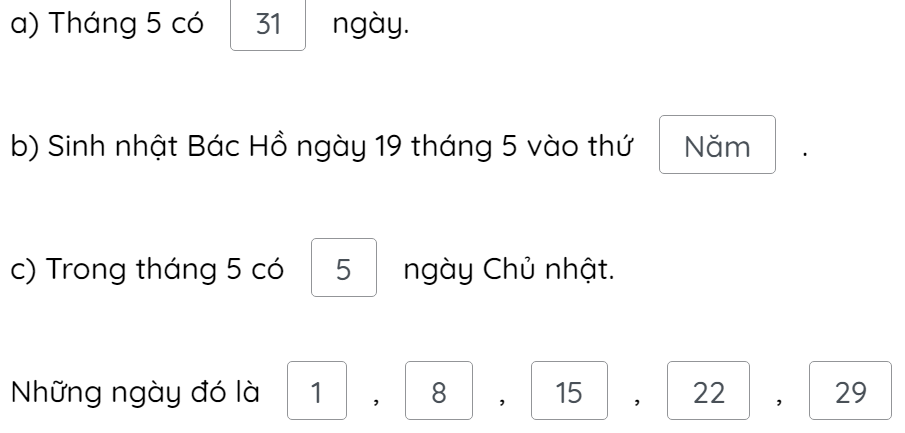 a) Tháng 5 có 31 ngày.
b) Sinh nhật Bác Hồ ngày 19 tháng 5 vào thứ Năm .
c) Trong tháng 5 có 5 ngày Chủ nhật.
Những ngày đó là 1 , 8 , 15 , 22 , 29